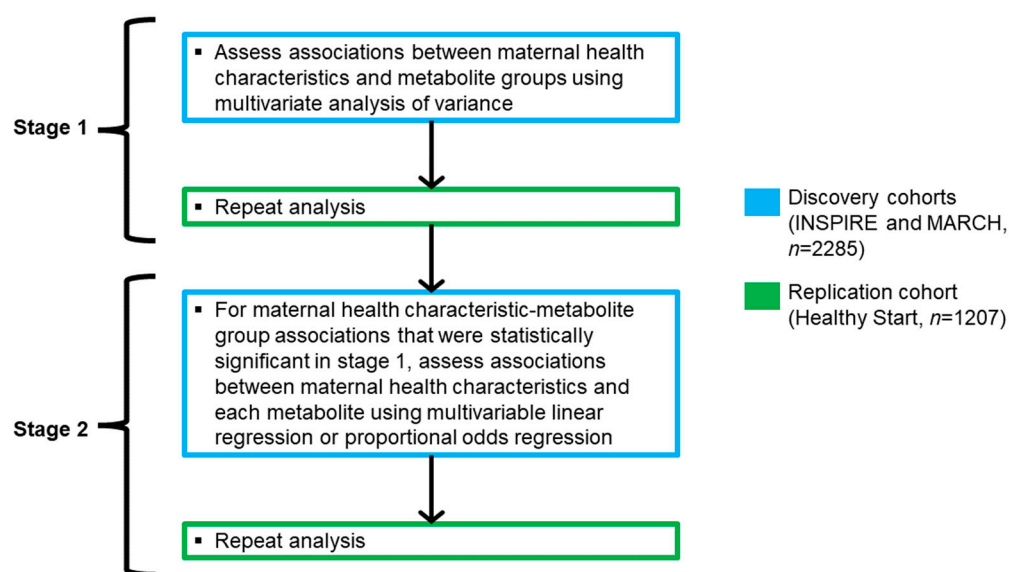 ▪ Assess associations between maternal health
characteristics and metabolite groups using
multivariate analysis of variance
Stage 1
▪ Repeat analysis
Discovery cohorts
(INSPIRE and MARCH,
n=2285)
Replication cohort
(Healthy Start, n=1207)
▪ For maternal health characteristic-metabolite
group associations that were statistically
significant in stage 1, assess associations
between maternal health characteristics and
each metabolite using multivariable linear
regression or proportional odds regression
Stage 2
▪ Repeat analysis